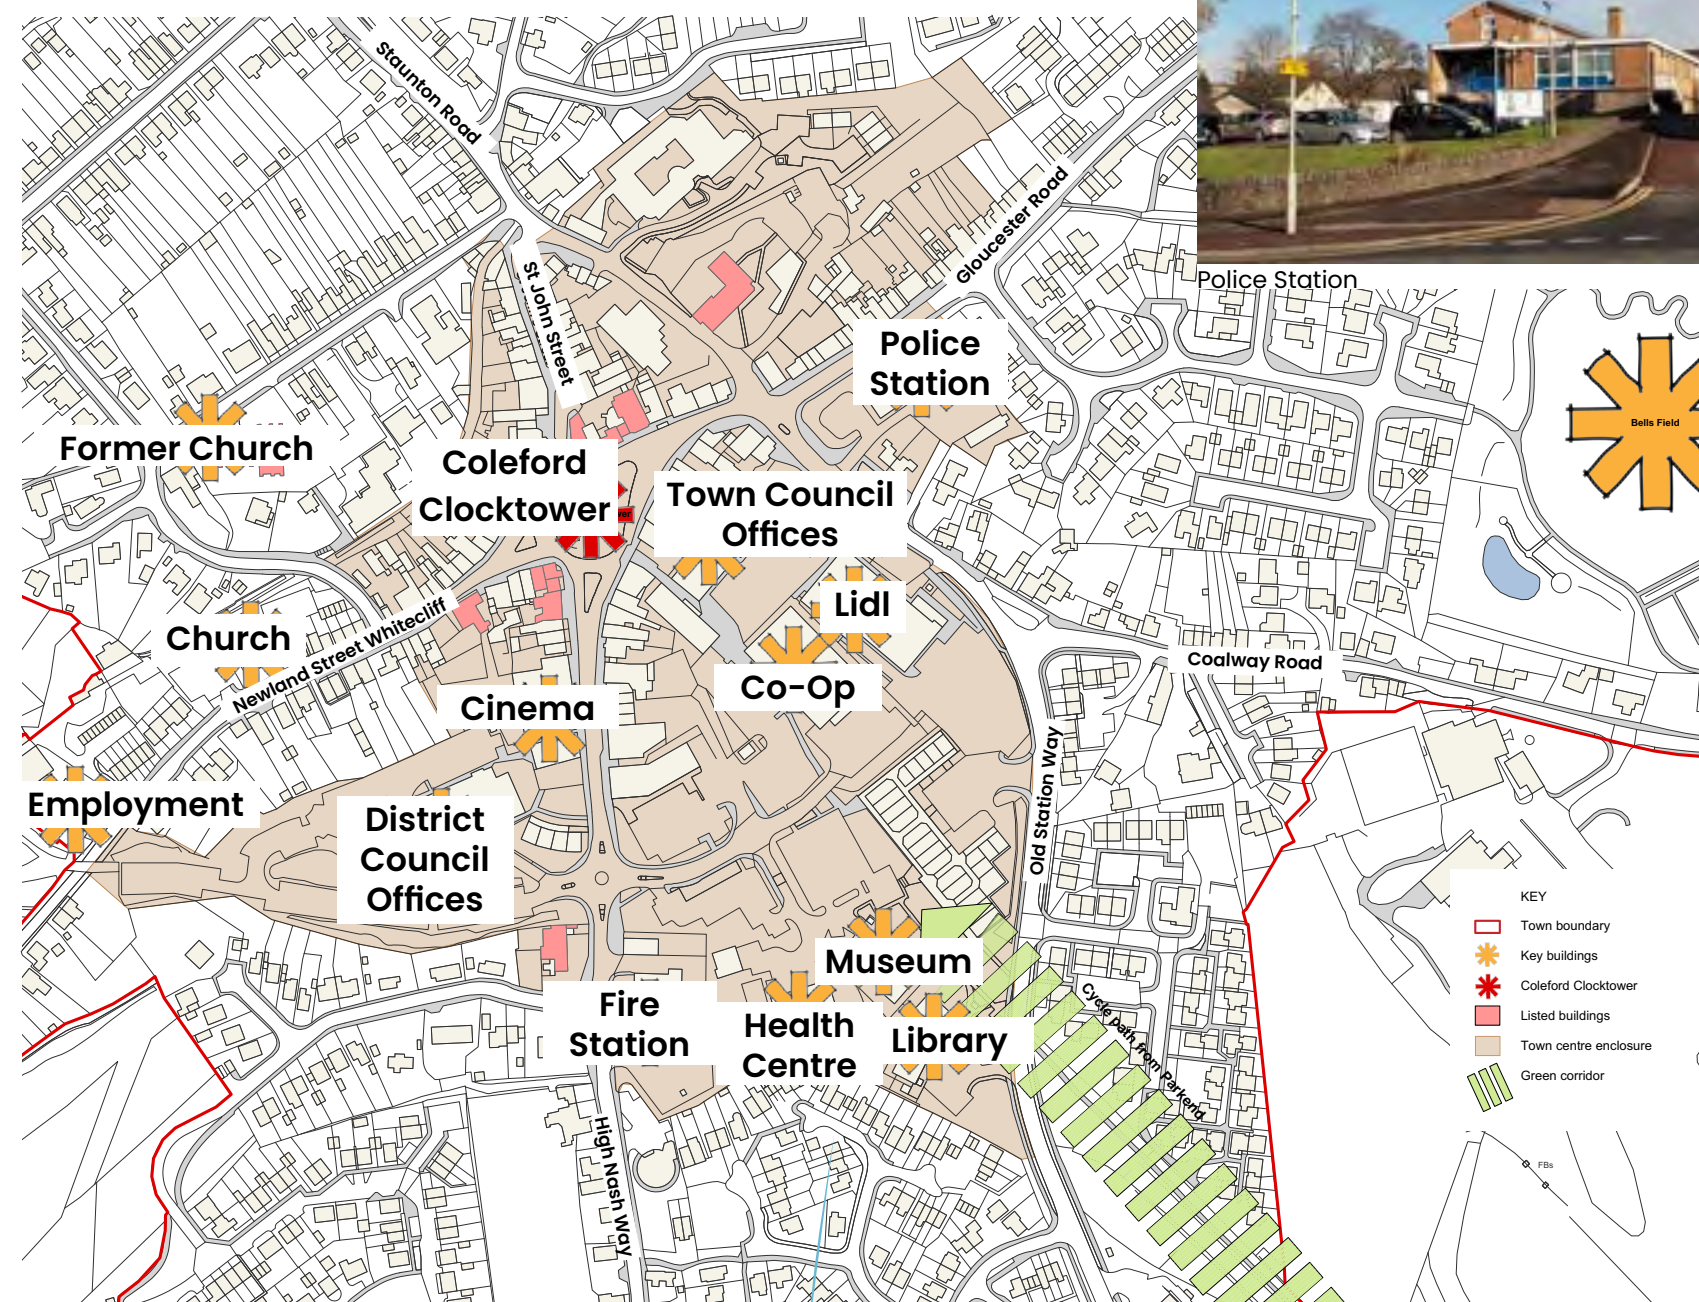 Staunton Road
Gloucester Road
St John Street
Police Station
Police
Station
Bells Field
Former Church
Coleford
Clocktower
Town Council
Offices
Lidl
Church
Newland Street Whitecliff
Co-Op
Coalway Road
Cinema
Employment
District
Council
Offices
Old Station Way
Museum
Fire
Station
Health
Centre
Library
Cycle path from Parkend
High Nash Way
KEY
Town boundary
Key buildings
Coleford Clocktower
Listed buildings
Town centre enclosure
Green corridor
FBs